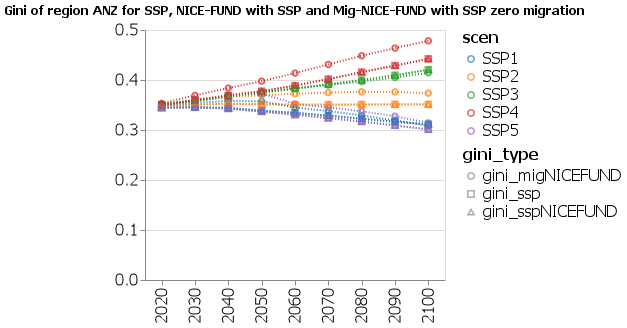 Gini of region ANZ for SSP, NICE-FUND with SSP and Mig-NICE-FUND with SSP zero migration
0.5
0.4
0.3
0.2
0.1
0.0
2020
2030
2040
2050
2060
2070
2080
2090
2100
scen
SSP1
SSP2
SSP3
SSP4
SSP5
gini_type
gini_migNICEFUND
gini_ssp
gini_sspNICEFUND